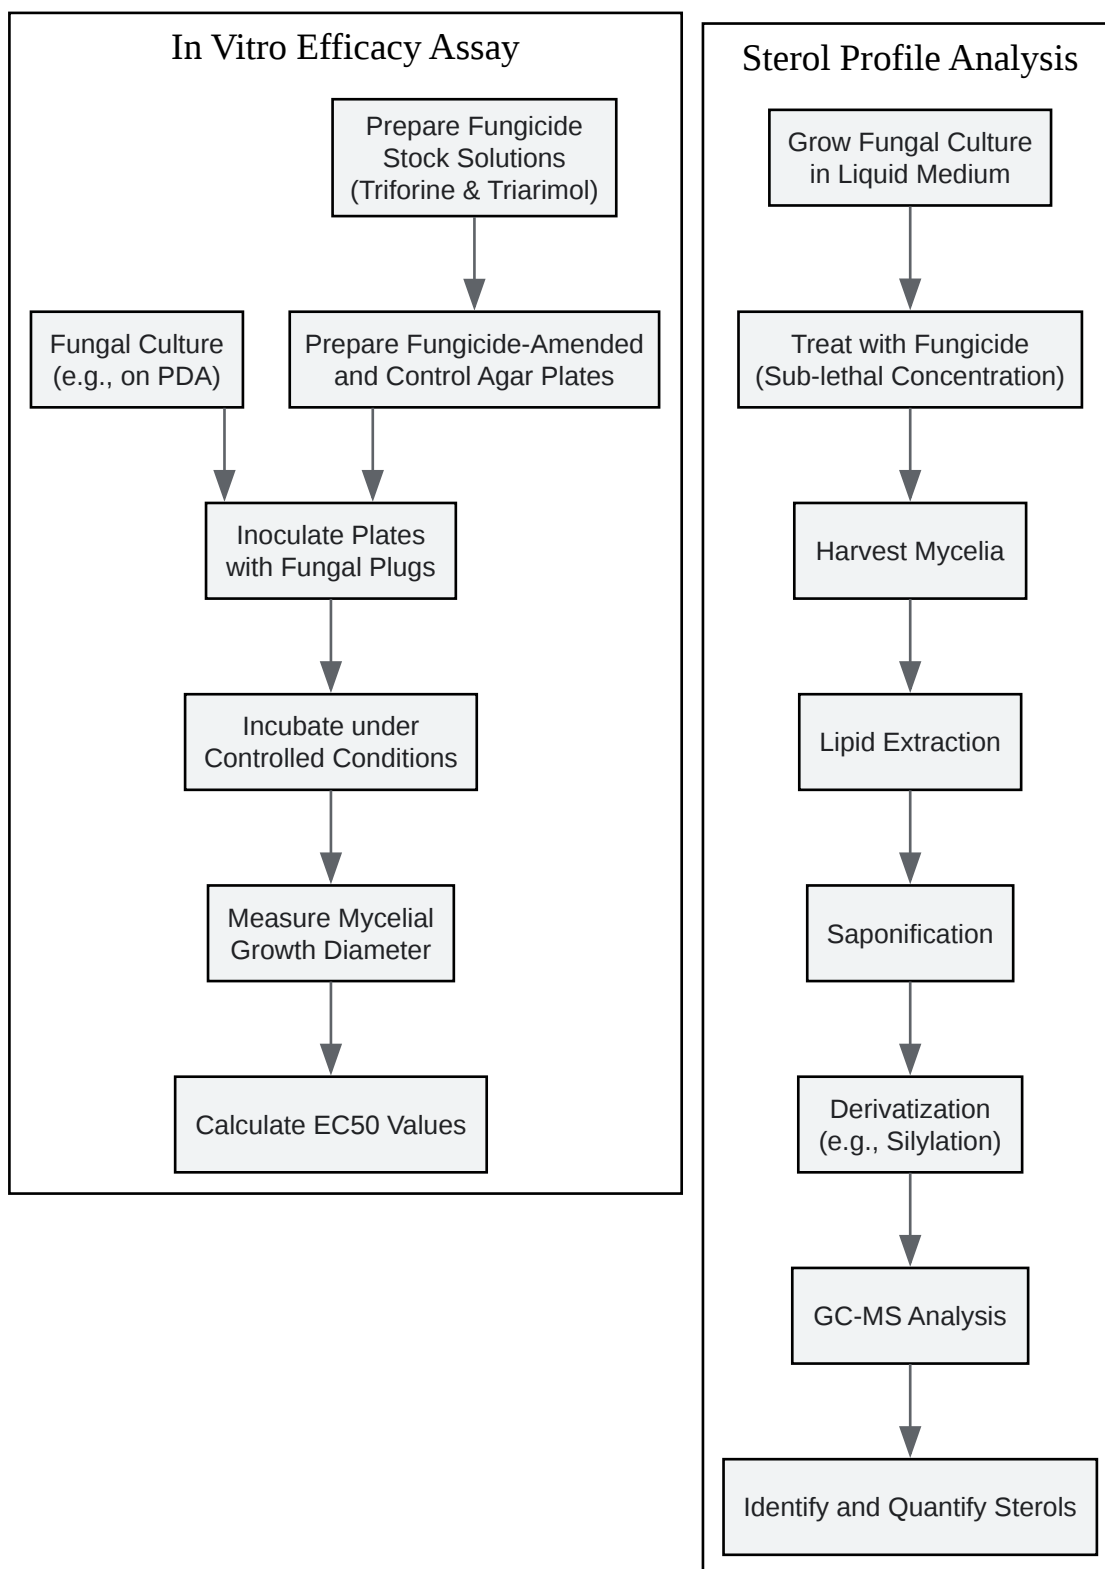 In Vitro Efficacy Assay
Prepare Fungicide
Stock Solutions
(Triforine & Triarimol)
Fungal Culture
(e.g., on PDA)
Prepare Fungicide-Amended
and Control Agar Plates
Inoculate Plates
with Fungal Plugs
Incubate under
Controlled Conditions
Measure Mycelial
Growth Diameter
Calculate EC50 Values
Sterol Profile Analysis
Grow Fungal Culture
in Liquid Medium
Treat with Fungicide
(Sub-lethal Concentration)
Harvest Mycelia
Lipid Extraction
Saponification
Derivatization
(e.g., Silylation)
GC-MS Analysis
Identify and Quantify Sterols